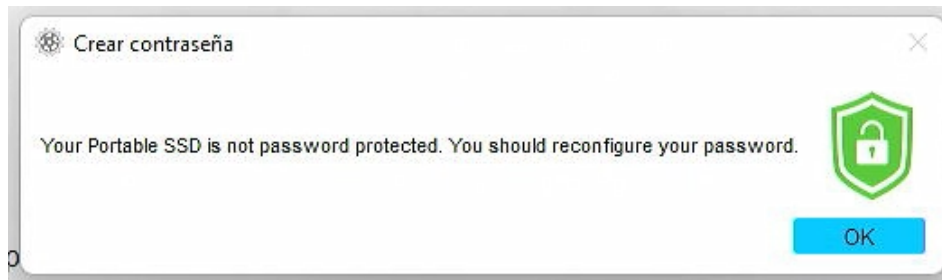 Crear contraseña
Your Portable SSD is not password protected. You should reconfigure your password.
OK